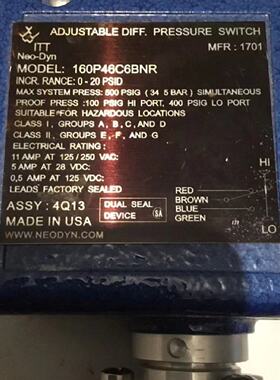 ADJUSTABLE DIFF. PRESSURE SWITCH
ITT
MFR : 1701
Neo-Dyn
MODEL: 160P46C6BNR
INCR. RANGE: 0 - 20 PSID
MAX SYSTEM PRESS: 500 PSIG (34 5 BAR) SIMULTANEOUS
PROOF PRESS :100 PSIG HI PORT, 400 PSIG LO PORT
SUITABLE FOR HAZARDOUS LOCATIONS
CLASS I , GROUPS A, B, C, AND D
CLASS II , GROUPS E, F, AND G
ELECTRICAL RATING :
11 AMP AT 125 / 250 VAC:
5 AMP AT 28 VDC:
0,5 AMP AT 125 VDC:
LEADS FACTORY SEALED
HI
RED
BROWN
BLUE
GREEN
LO
ASSY : 4Q13
DUAL SEAL
DEVICE
SA
MADE IN USA
WWW.NEODYN.COM